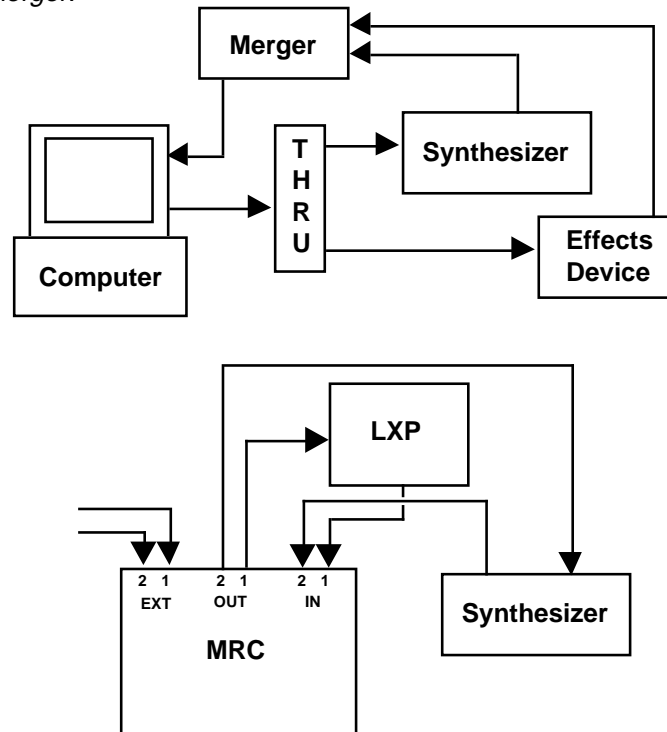 Merger
T
H
R
U
Synthesizer
Effects
Device
Computer
LXP
2 1 2 1 2 1
EXT OUT IN
MRC
Synthesizer